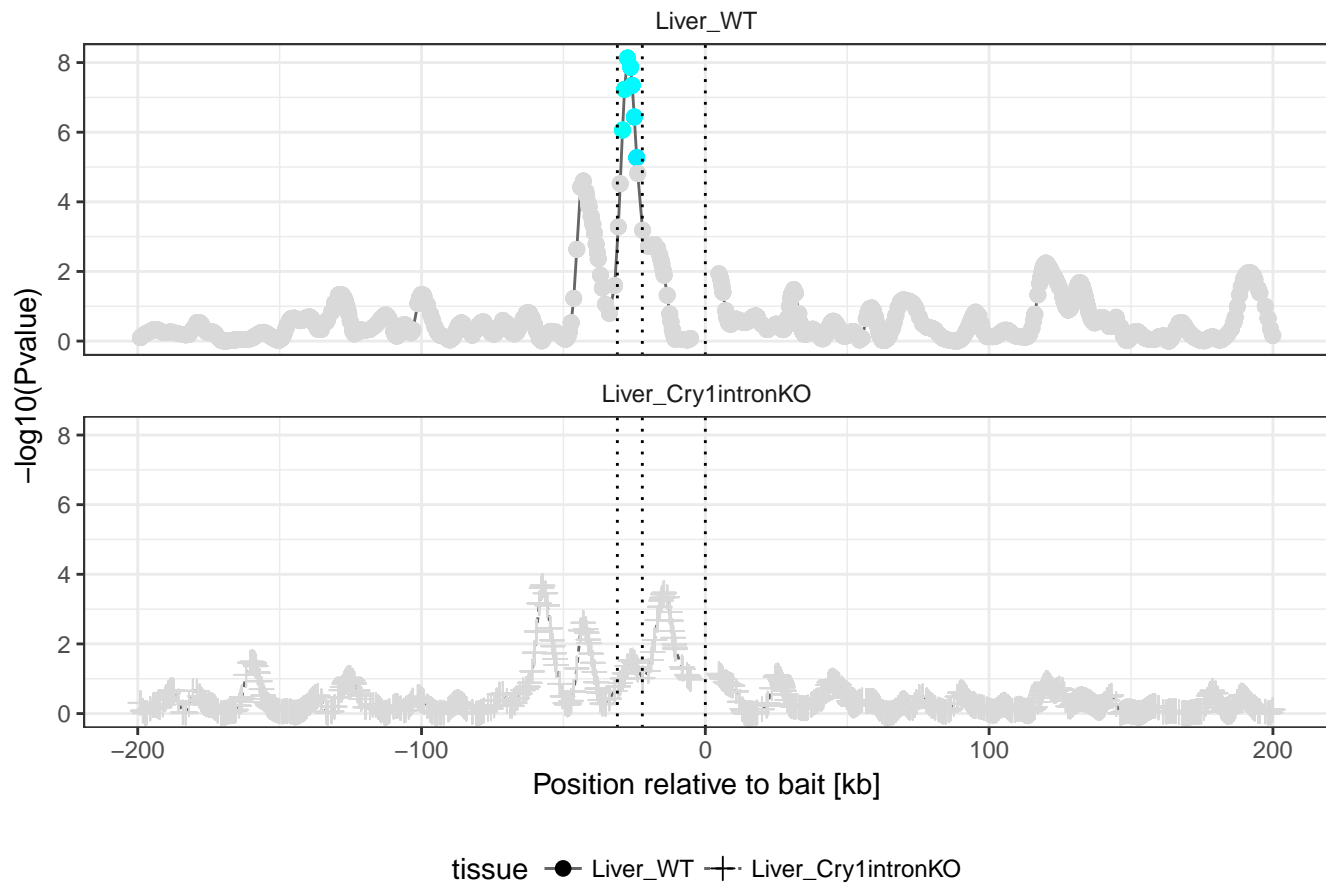 Liver_WT
8
6
4
2
0
Liver_Cry1intronKO
8
6
4
2
0
−log10(Pvalue)
−200 −100 0 100 200
Position relative to bait [kb]
tissue Liver_WT Liver_Cry1intronKO